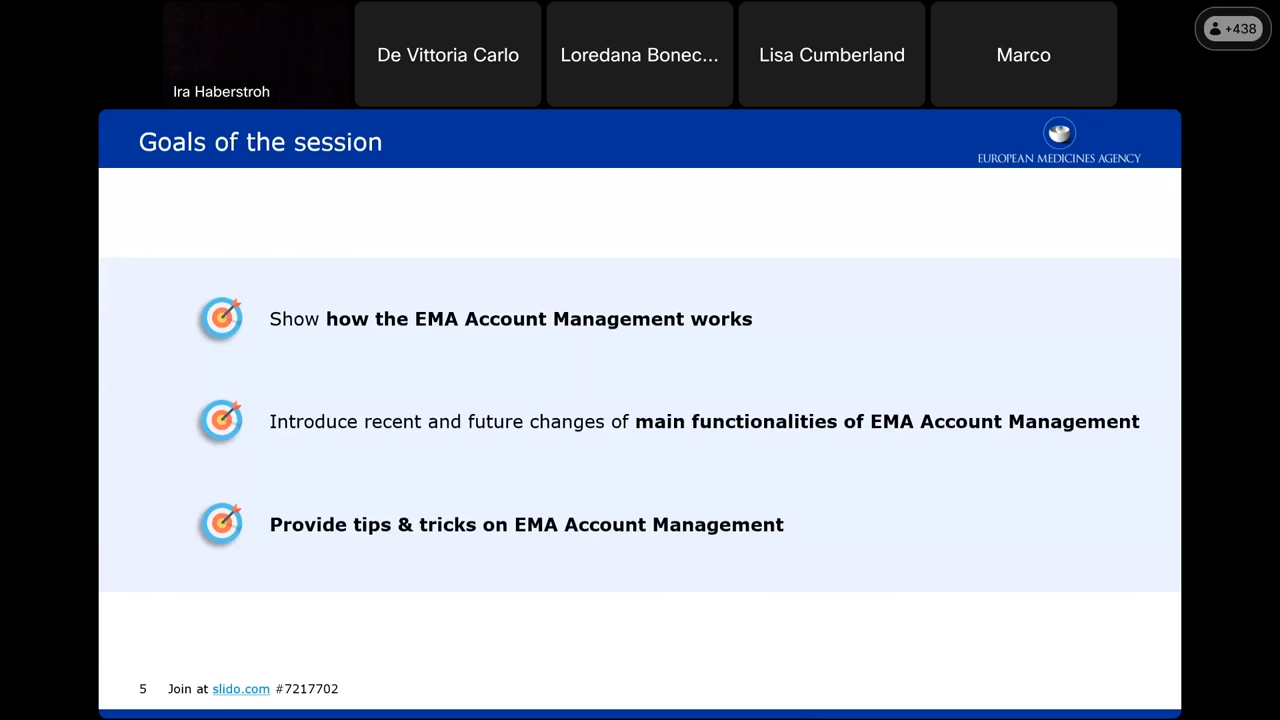 Ira Haberstroh
De Vittoria Carlo
Loredana Bonec...
Lisa Cumberland
Marco
+438
Goals of the session
EUROPEAN MEDICINES AGENCY
Show how the EMA Account Management works
Introduce recent and future changes of main functionalities of EMA Account Management
Provide tips & tricks on EMA Account Management
5 Join at slido.com #7217702